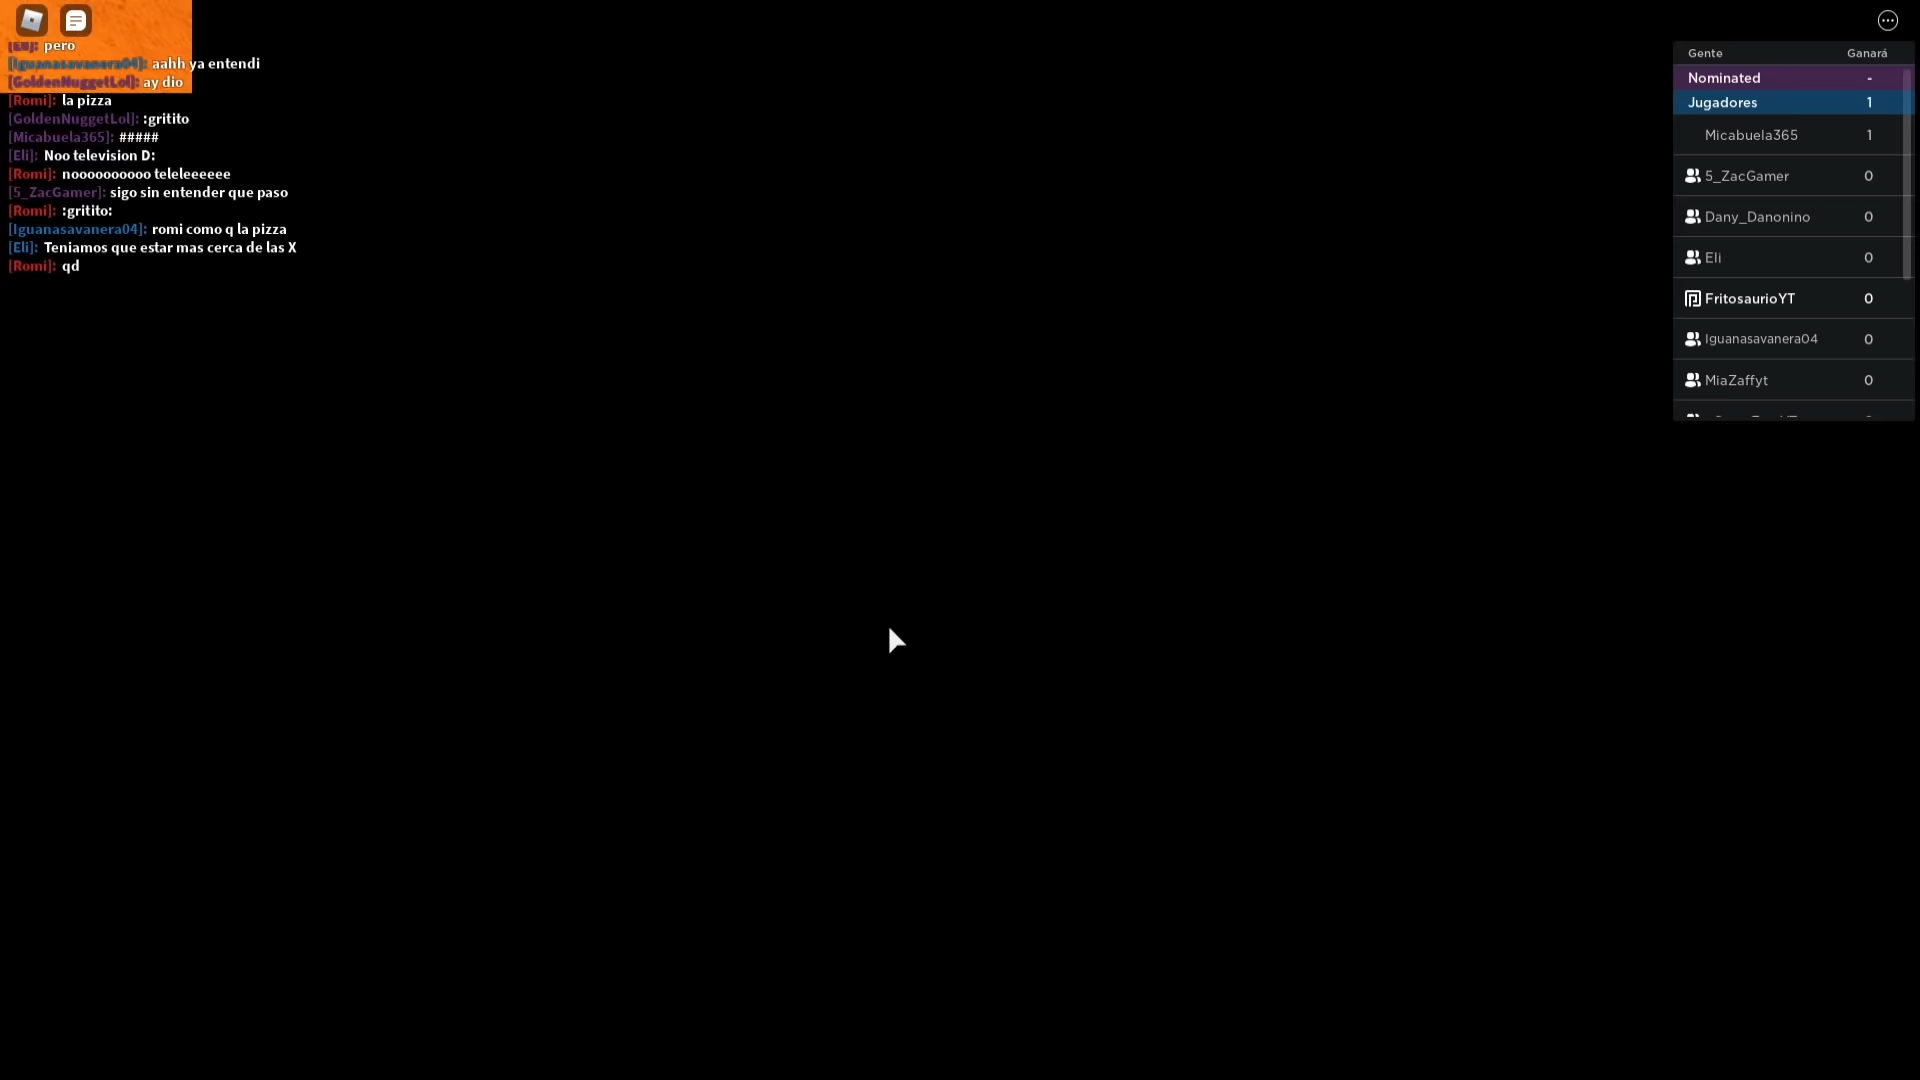 [Eli]: pero
[Iguanasavanera04]: aahh ya entendi
[GoldenNuggetLol]: ay dio
[Romi]: la pizza
[GoldenNuggetLol]: :gritito
[Micabuela365]: #####
[Eli]: Noo television D:
[Romi]: noooooooooo teleleeeeee
[5_ZacGamer]: sigo sin entender que paso
[Romi]: :gritito:
[Iguanasavanera04]: romi como q la pizza
[Eli]: Teniamos que estar mas cerca de las X
[Romi]: qd
Gente Ganará
Nominated -
Jugadores 1
Micabuela365 1
5_ZacGamer 0
Dany_Danonino 0
Eli 0
FritosaurioYT 0
Iguanasavanera04 0
MiaZaffyt 0